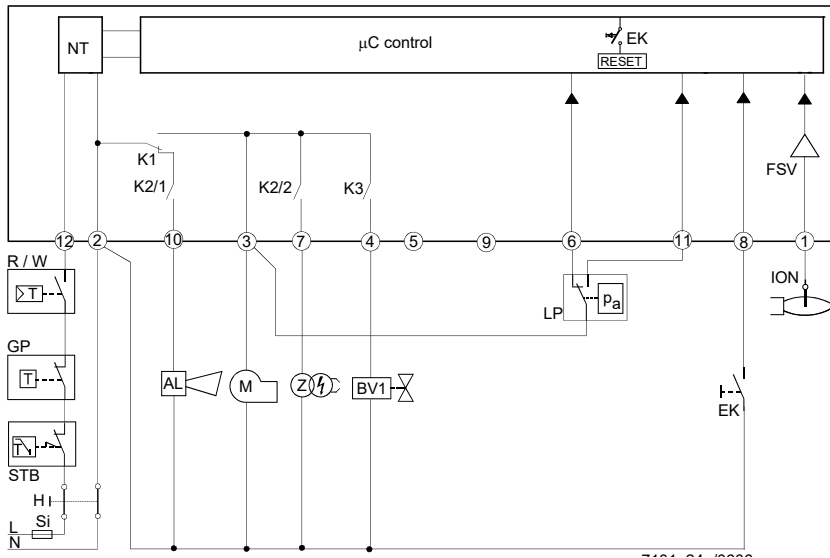 NT
µC control
EK
RESET
K1
K2/1
K2/2
K3
FSV
12
2
10
3
7
4
5
9
6
11
8
1
R / W
T
LP
pa
ION
GP
T
AL
M
Z
BV1
EK
T
STB
H
L
Si
N